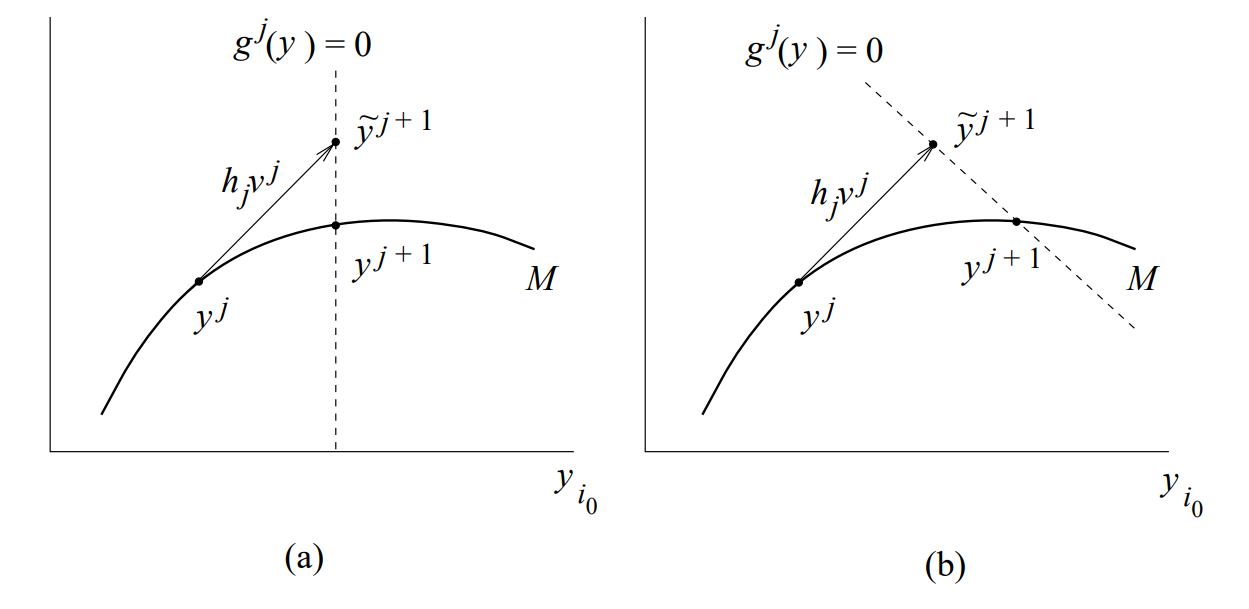 g^j(y) = 0
ỹ^{j+1}
h_j v^j
y^{j+1}
y^j
M
y_{i_0}
(a)
g^j(y) = 0
ỹ^{j+1}
h_j v^j
y^{j+1}
y^j
M
y_{i_0}
(b)